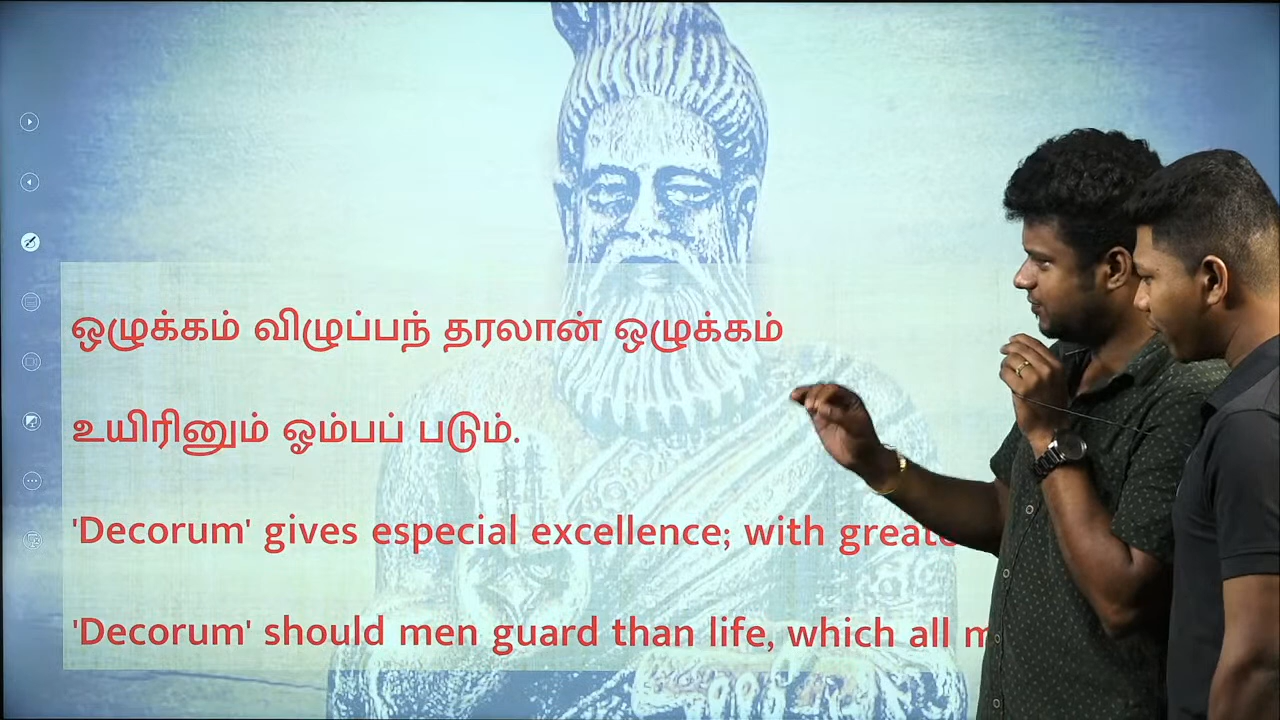 ஒழுக்கம் விழுப்பந் தரலான் ஒழுக்கம்
உயிரினும் ஓம்பப் படும்.
'Decorum' gives especial excellence; with
'Decorum' should men guard than life, which all